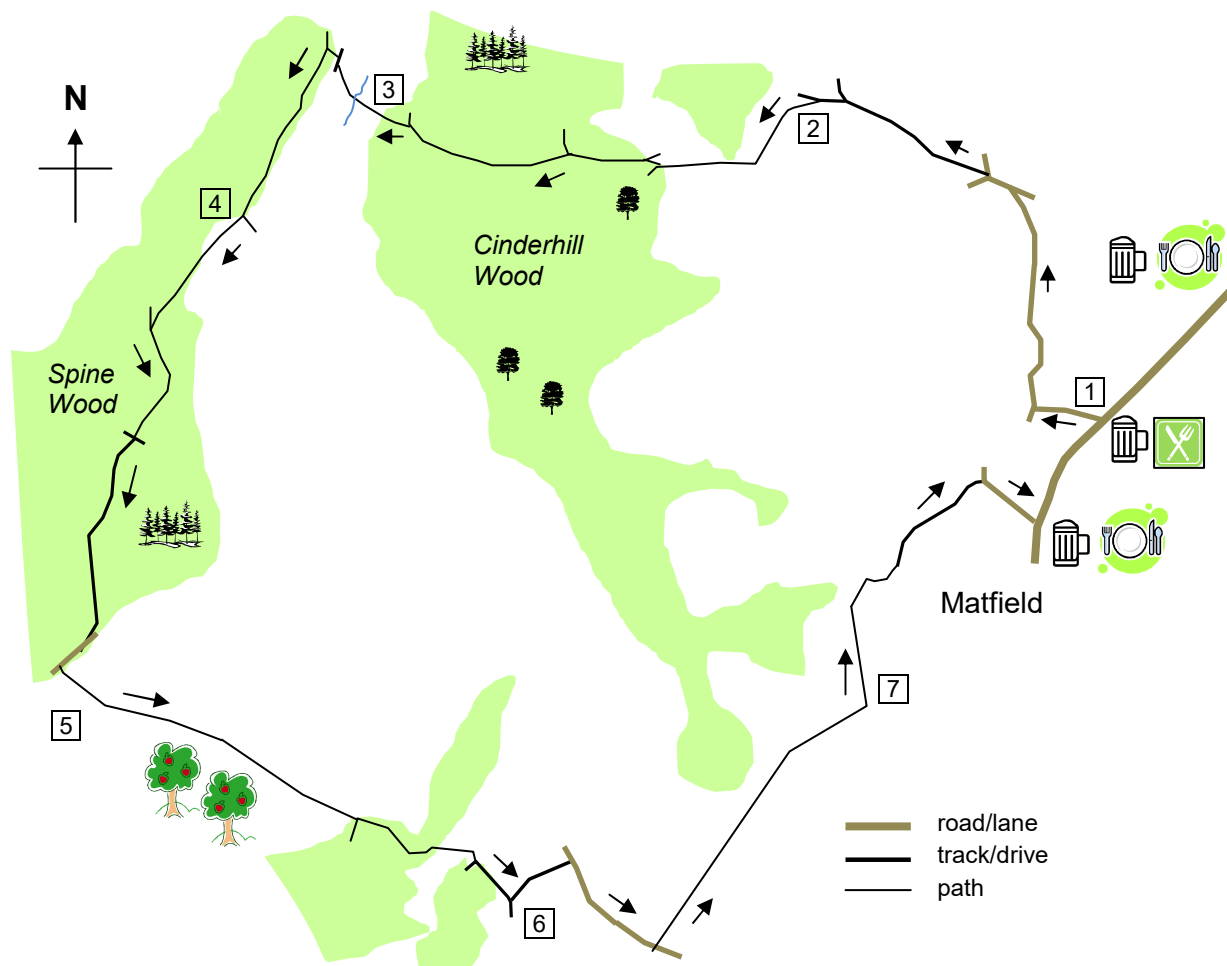 3
N
2
4
Cinderhill
Wood
1
Spine
Wood
Matfield
7
5
road/lane
track/drive
path
6